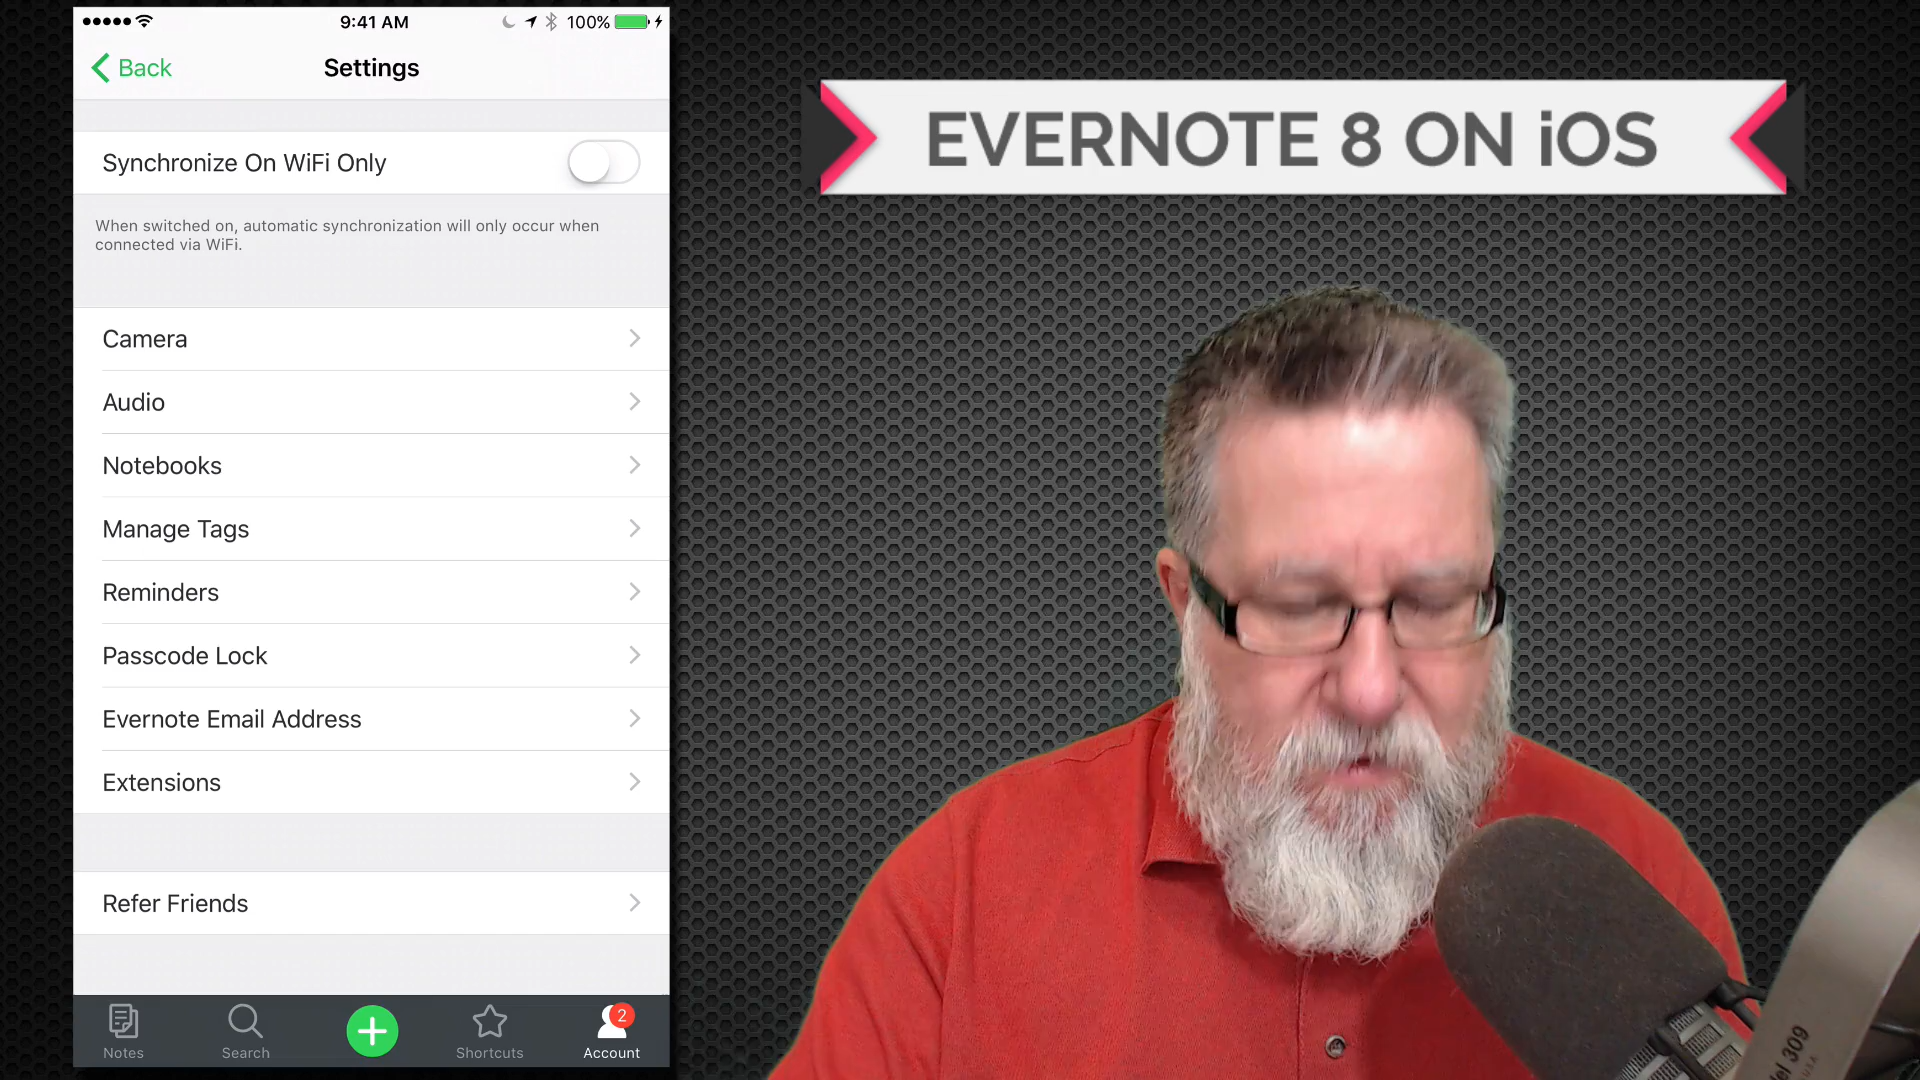 9:41 AM
100%
Back
Settings
EVERNOTE 8 ON iOS
Synchronize On WiFi Only
When switched on, automatic synchronization will only occur when
connected via WiFi.
Camera
Audio
Notebooks
Manage Tags
Reminders
Passcode Lock
Evernote Email Address
Extensions
Refer Friends
2
Notes
Search
Shortcuts
Account
309